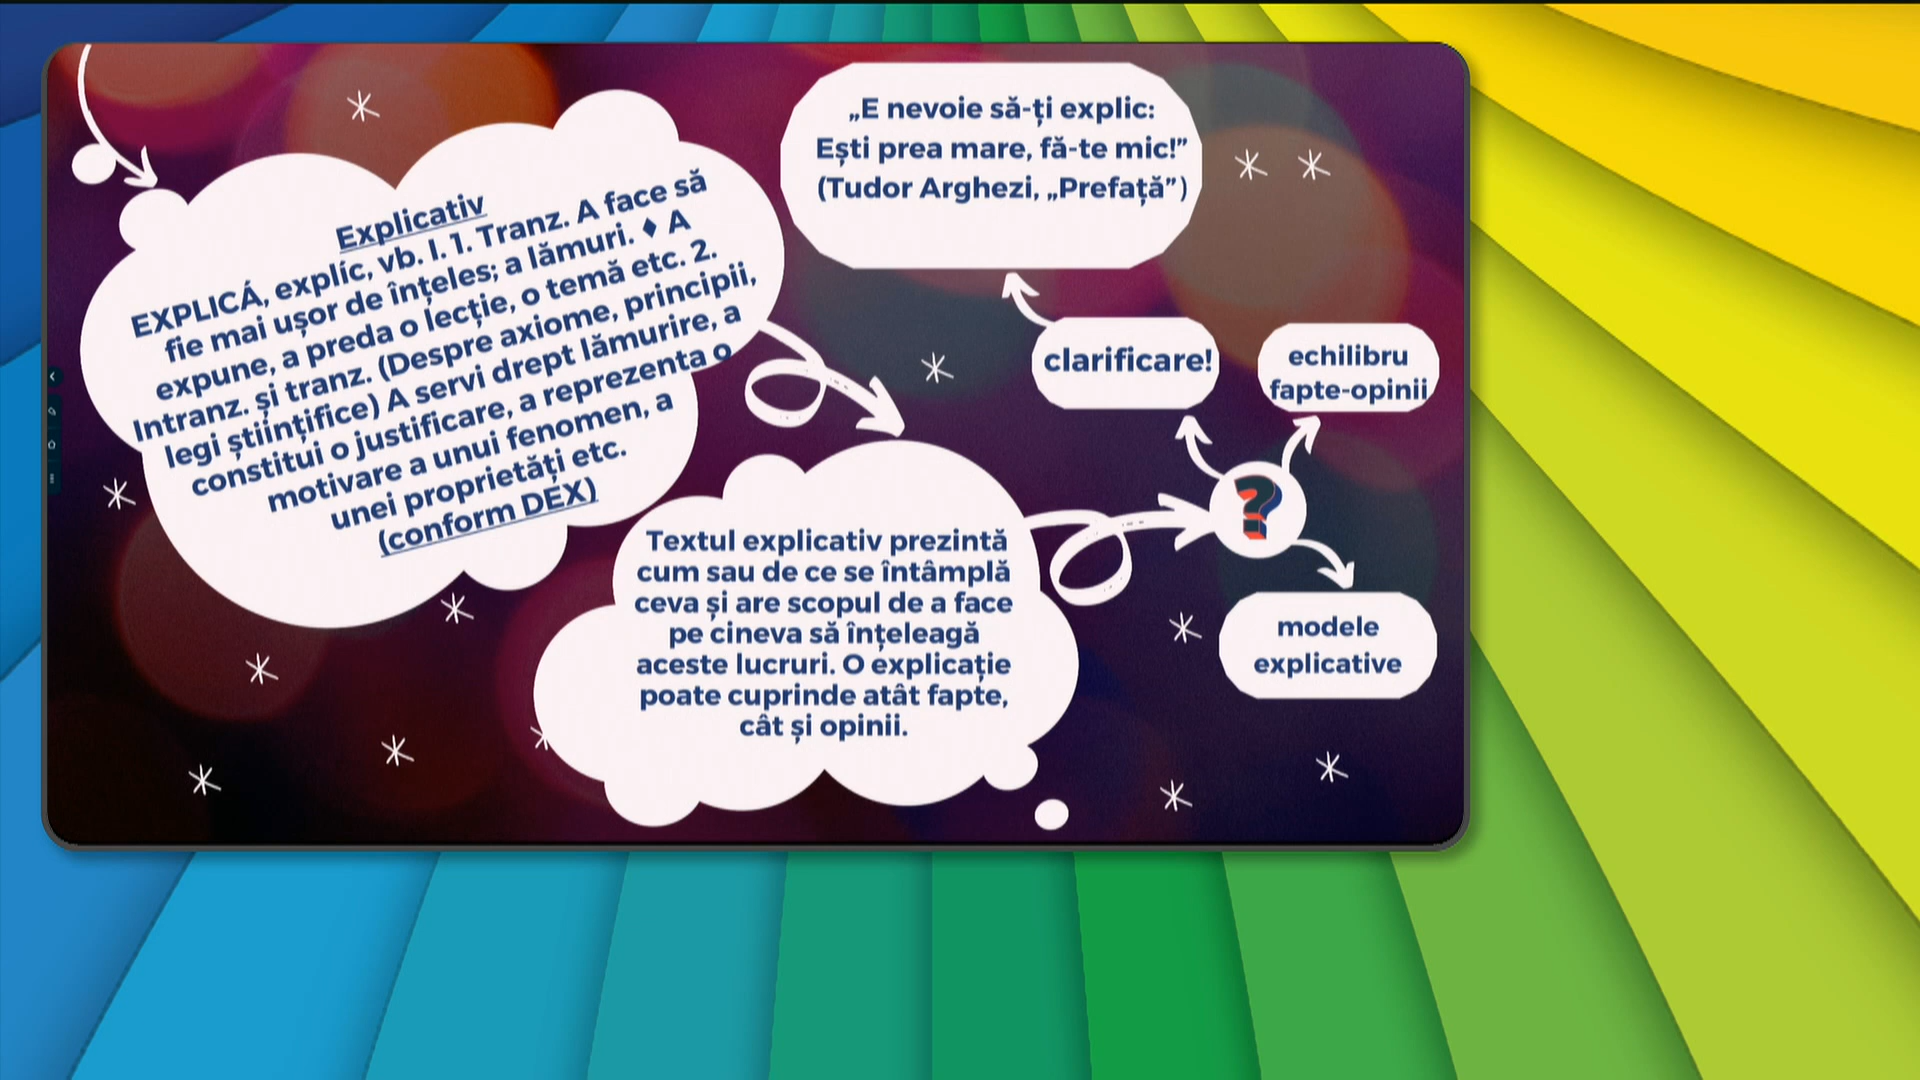 Explicativ
EXPLICÁ, explíc, vb. I. 1. Tranz. A face să
fie mai ușor de înțeles; a lămuri. ♦ A
expune, a preda o lecție, o temă etc. 2.
Intranz. și tranz. (Despre axiome, principii,
legi științifice) A servi drept lămurire, a
constitui o justificare, a reprezenta o
motivare a unui fenomen, a
unei proprietăți etc.
(conform DEX)
„E nevoie să-ți explic:
Ești prea mare, fă-te mic!”
(Tudor Arghezi, „Prefață”)
clarificare!
echilibru
fapte-opinii
?
Textul explicativ prezintă
cum sau de ce se întâmplă
ceva și are scopul de a face
pe cineva să înțeleagă
aceste lucruri. O explicație
poate cuprinde atât fapte,
cât și opinii.
modele
explicative